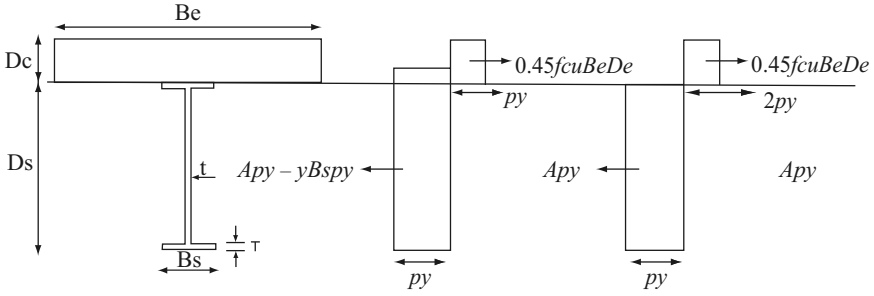 Be
Dc
0.45fcuBeDe
0.45fcuBeDe
py
2py
Ds
t
Apy – yBspy
Apy
Apy
T
Bs
py
py